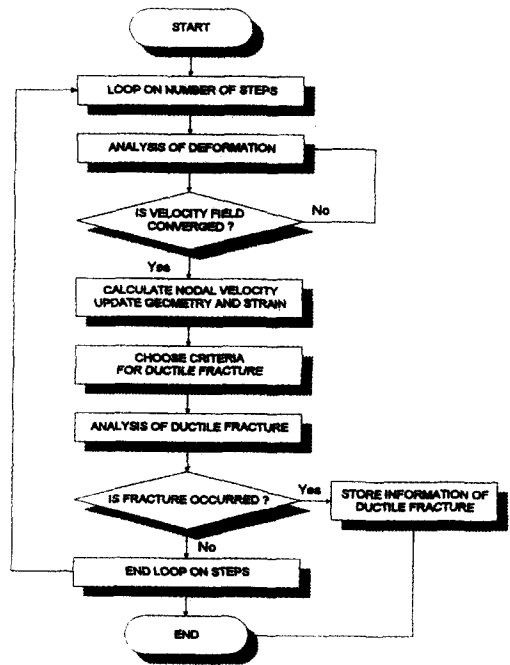 START
LOOP ON NUMBER OF STEPS
ANALYSIS OF DEFORMATION
IS VELOCITY FIELD
CONVERGED ?
No
Yes
CALCULATE NODAL VELOCITY
UPDATE GEOMETRY AND STRAIN
CHOOSE CRITERIA
FOR DUCTILE FRACTURE
ANALYSIS OF DUCTILE FRACTURE
IS FRACTURE OCCURRED ?
Yes
STORE INFORMATION OF
DUCTILE FRACTURE
No
END LOOP ON STEPS
END